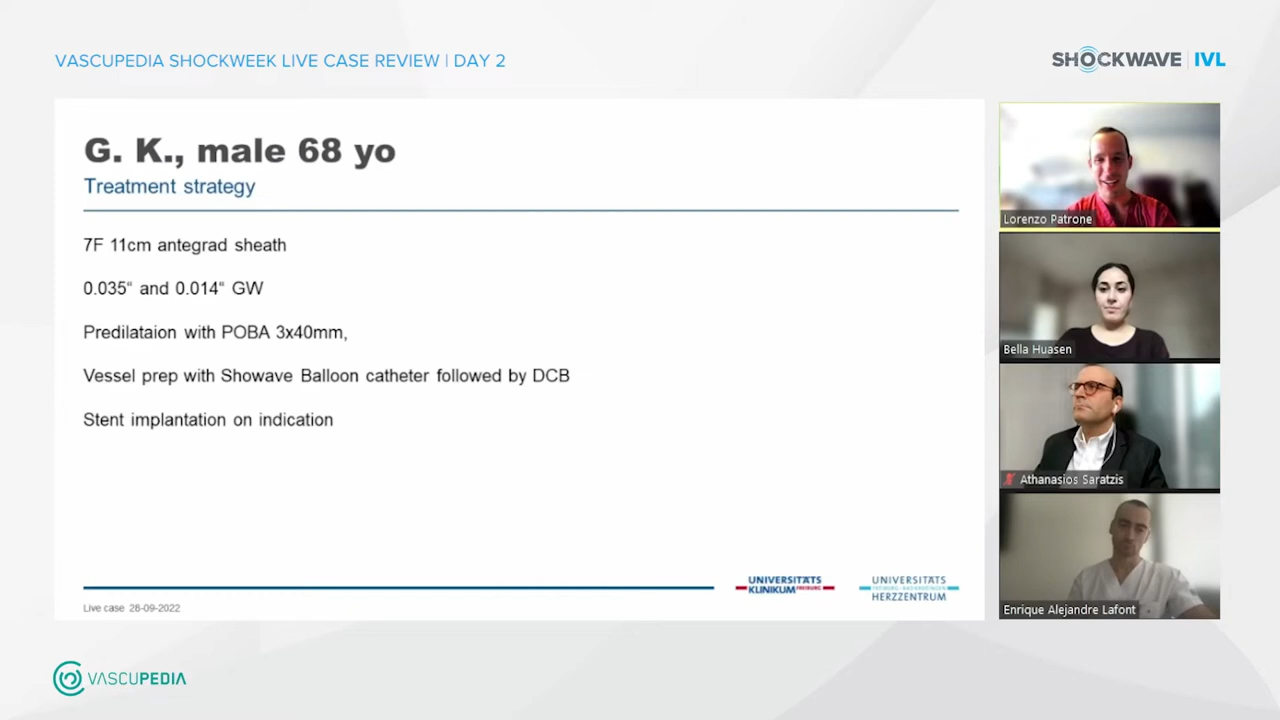 VASCUPEDIA SHOCKWEEK LIVE CASE REVIEW | DAY 2
SHOCKWAVE | IVL
G. K., male 68 yo
Treatment strategy
7F 11cm antegrad sheath
0.035“ and 0.014“ GW
Predilataion with POBA 3x40mm,
Vessel prep with Showave Balloon catheter followed by DCB
Stent implantation on indication
Live case 28-09-2022
UNIVERSITÄTS
KLINIKUM FREIBURG
UNIVERSITÄTS
HERZZENTRUM
Lorenzo Patrone
Bella Huasen
Athanasios Saratzis
Enrique Alejandre Lafont
VASCUPEDIA